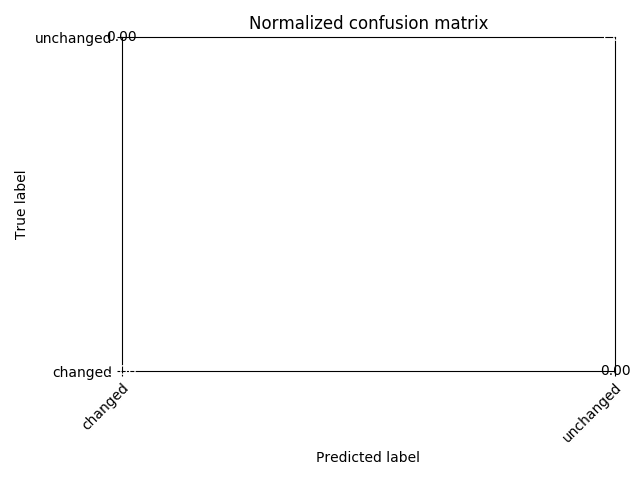 Normalized confusion matrix
unchanged
0.00
True label
changed
0.00
changed
unchanged
Predicted label